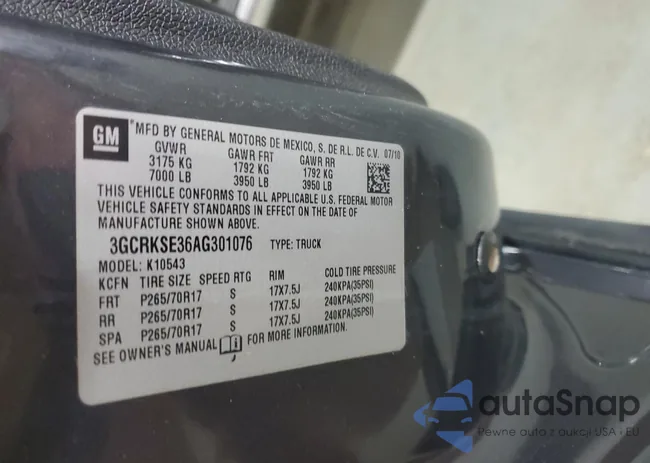 GM
*MFD BY GENERAL MOTORS DE MEXICO, S. DE R.L. DE C.V. 07/10
GVWR GAWR FRT GAWR RR
3175 KG 1792 KG 1792 KG
7000 LB 3950 LB 3950 LB
THIS VEHICLE CONFORMS TO ALL APPLICABLE U.S. FEDERAL MOTOR
VEHICLE SAFETY STANDARDS IN EFFECT ON THE DATE OF
MANUFACTURE SHOWN ABOVE.
3GCRKSE36AG301076 TYPE: TRUCK
MODEL: K10543
KCFN TIRE SIZE SPEED RTG RIM COLD TIRE PRESSURE
FRT P265/70R17 S 17X7.5J 240KPA(35PSI)
RR P265/70R17 S 17X7.5J 240KPA(35PSI)
SPA P265/70R17 S 17X7.5J 240KPA(35PSI)
SEE OWNER'S MANUAL FOR MORE INFORMATION.
autaSnap
Pewne auta z aukcji USA i EU